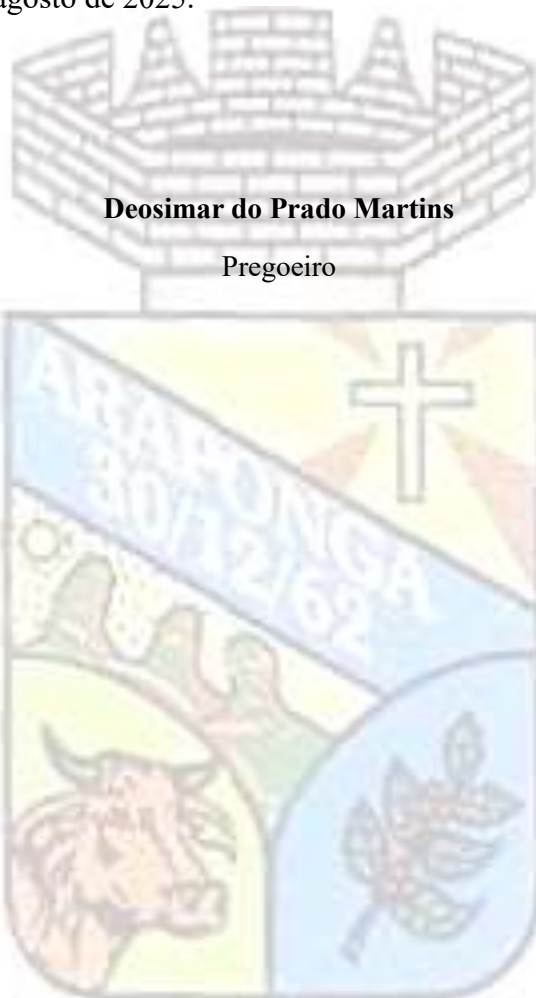 agosto de 2025.
Deosimar do Prado Martins
Pregoeiro
ARAPONGA
30/12/62